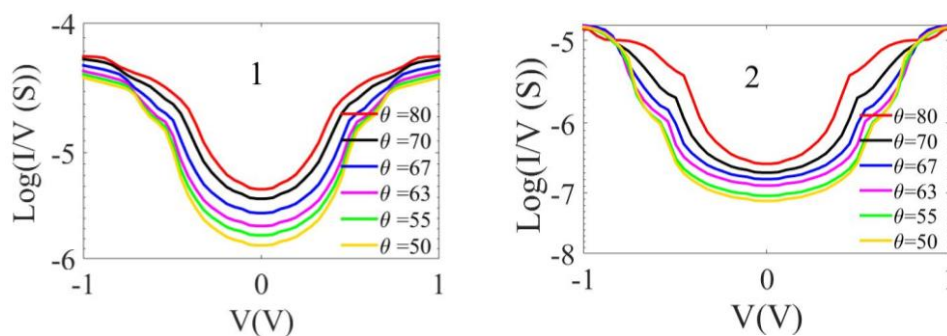 -4
-5
-6
Log(I/V (S)
1
θ =80
θ =70
θ =67
θ =63
θ =55
θ =50
-1
0
1
V(V)
-5
-6
-7
-8
Log(I/V (S)
2
θ =80
θ =70
θ =67
θ =63
θ =55
θ=50
-1
0
1
V(V)